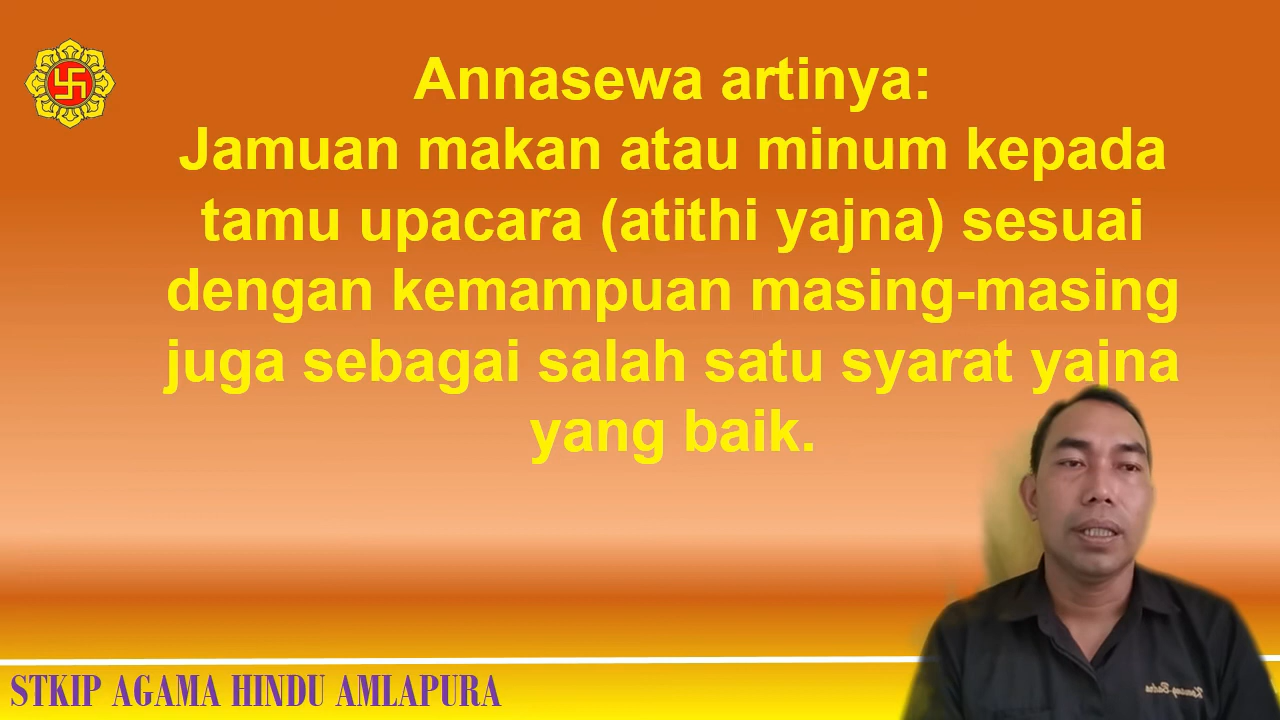 Annasewa artinya:
Jamuan makan atau minum kepada
tamu upacara (atithi yajna) sesuai
dengan kemampuan masing-masing
juga sebagai salah satu syarat yajna
yang baik.
STKIP AGAMA HINDU AMLAPURA